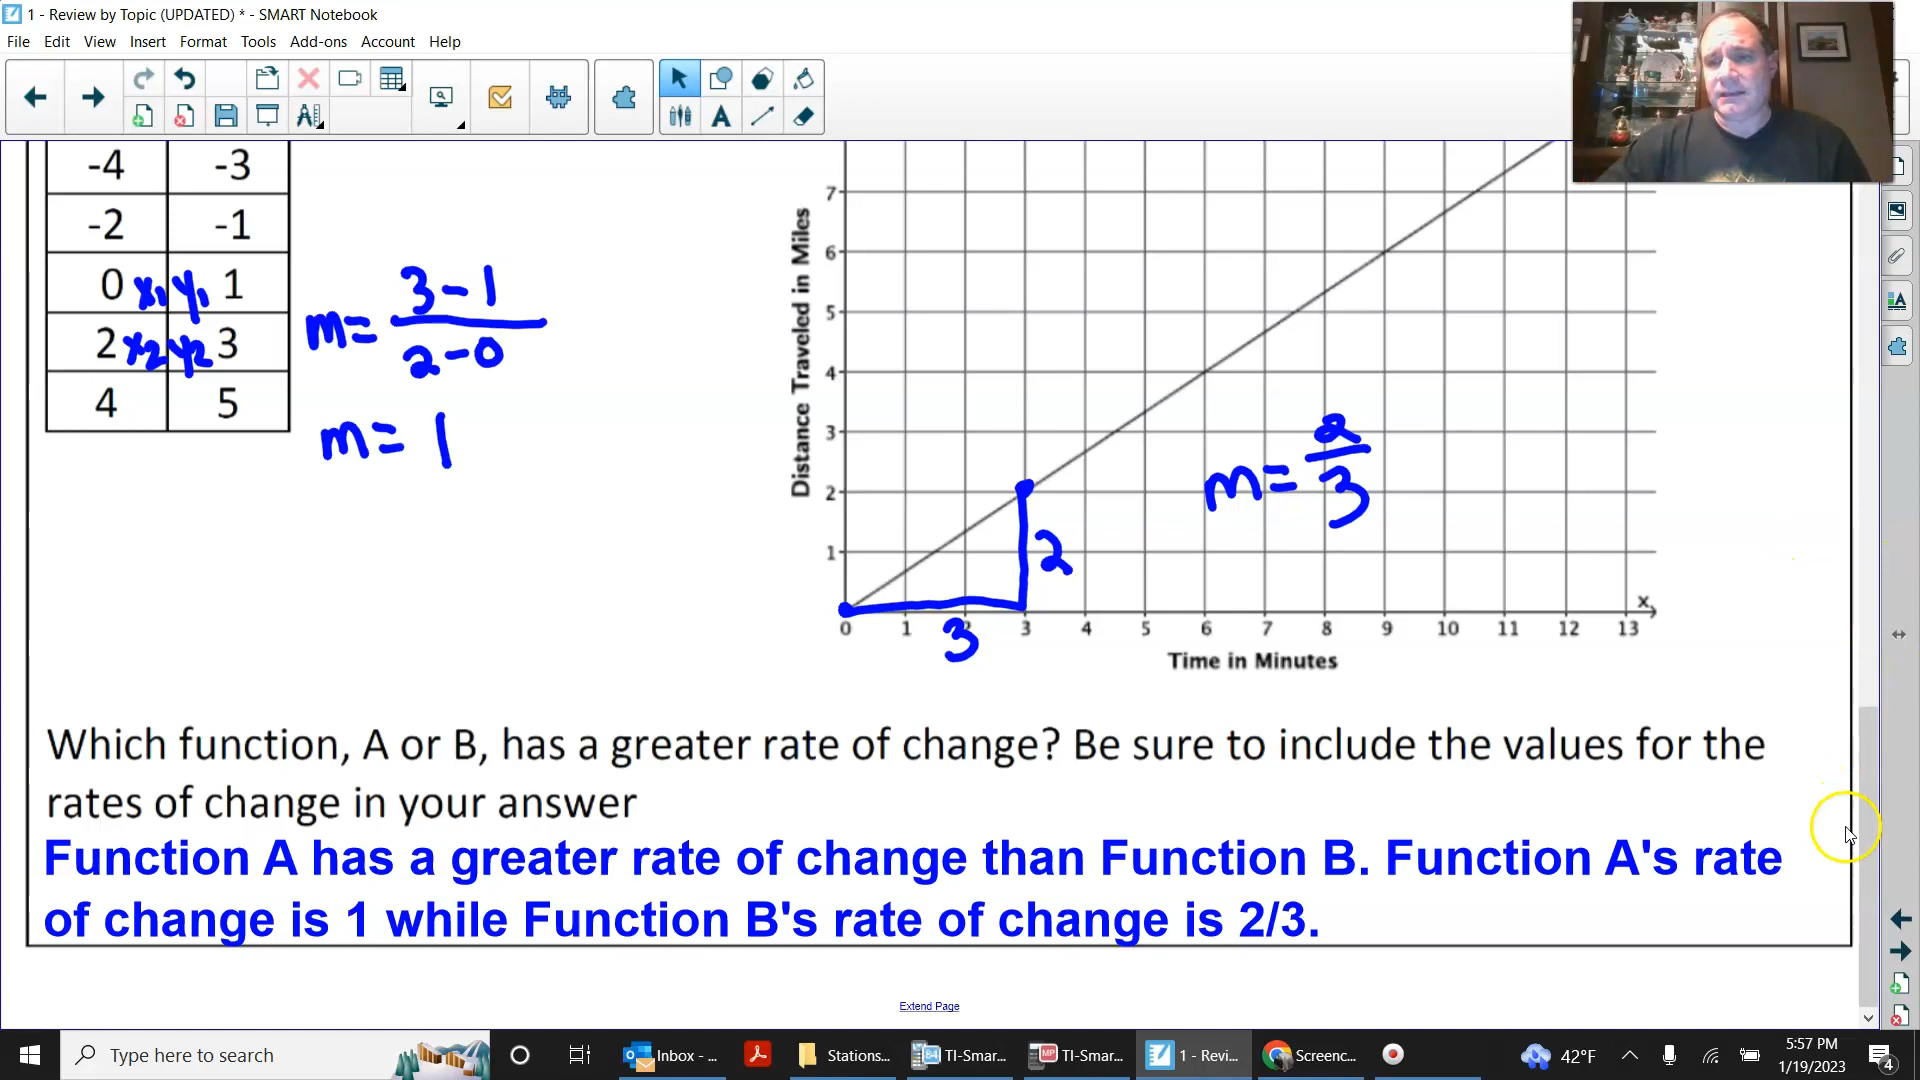 1 - Review by Topic (UPDATED) * - SMART Notebook
File Edit View Insert Format Tools Add-ons Account Help
-4 -3
-2 -1
0 x1 y1 1
2 x2 y2 3
4 5
m= 3-1
2-0
m= 1
Distance Traveled in Miles
7
6
5
4
3
2
1
m= 2
3
2
3
x
0 1 2 3 4 5 6 7 8 9 10 11 12 13
Time in Minutes
Which function, A or B, has a greater rate of change? Be sure to include the values for the
rates of change in your answer
Function A has a greater rate of change than Function B. Function A's rate
of change is 1 while Function B's rate of change is 2/3.
Extend Page
Type here to search
Inbox - ...
Stations...
84 TI-Smar...
MP TI-Smar...
1 - Revi...
Screenc...
42°F
5:57 PM
1/19/2023
4